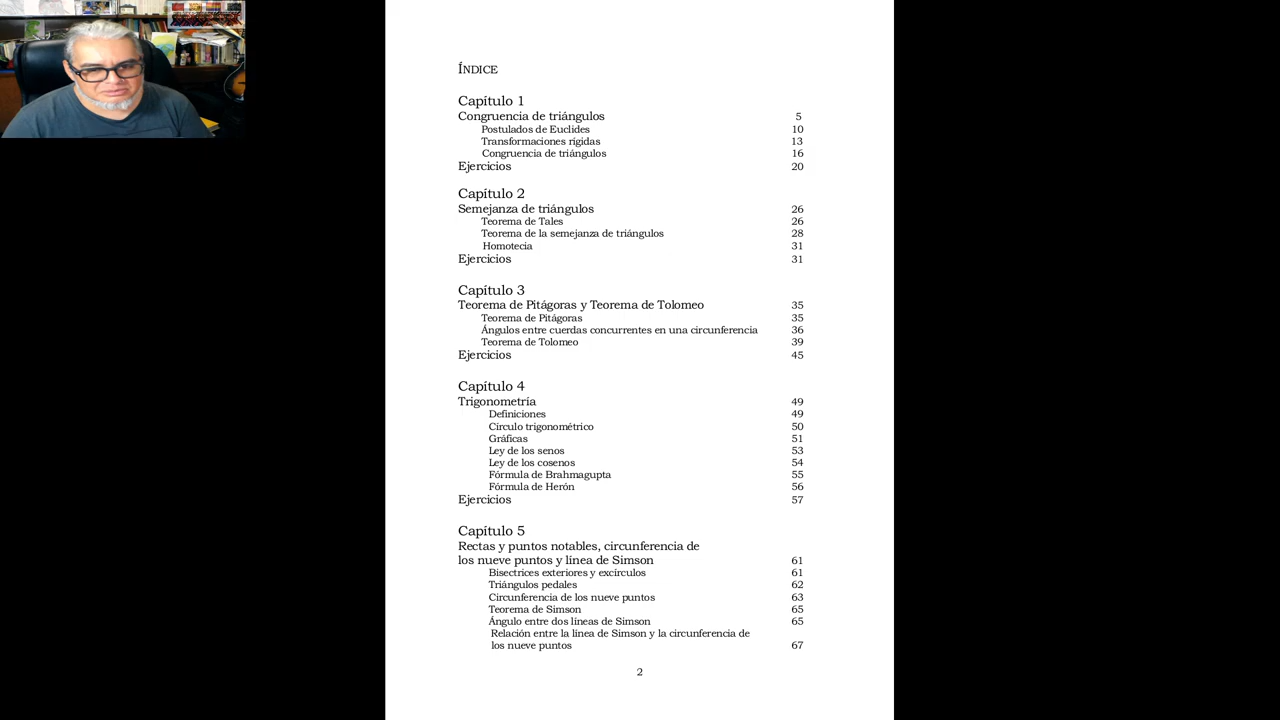 ÍNDICE
Capítulo 1
Congruencia de triángulos 5
Postulados de Euclides 10
Transformaciones rígidas 13
Congruencia de triángulos 16
Ejercicios 20
Capítulo 2
Semejanza de triángulos 26
Teorema de Tales 26
Teorema de la semejanza de triángulos 28
Homotecia 31
Ejercicios 31
Capítulo 3
Teorema de Pitágoras y Teorema de Tolomeo 35
Teorema de Pitágoras 35
Ángulos entre cuerdas concurrentes en una circunferencia 36
Teorema de Tolomeo 39
Ejercicios 45
Capítulo 4
Trigonometría 49
Definiciones 49
Círculo trigonométrico 50
Gráficas 51
Ley de los senos 53
Ley de los cosenos 54
Fórmula de Brahmagupta 55
Fórmula de Herón 56
Ejercicios 57
Capítulo 5
Rectas y puntos notables, circunferencia de
los nueve puntos y línea de Simson 61
Bisectrices exteriores y excírculos 61
Triángulos pedales 62
Circunferencia de los nueve puntos 63
Teorema de Simson 65
Ángulo entre dos líneas de Simson 65
Relación entre la línea de Simson y la circunferencia de
los nueve puntos 67
2